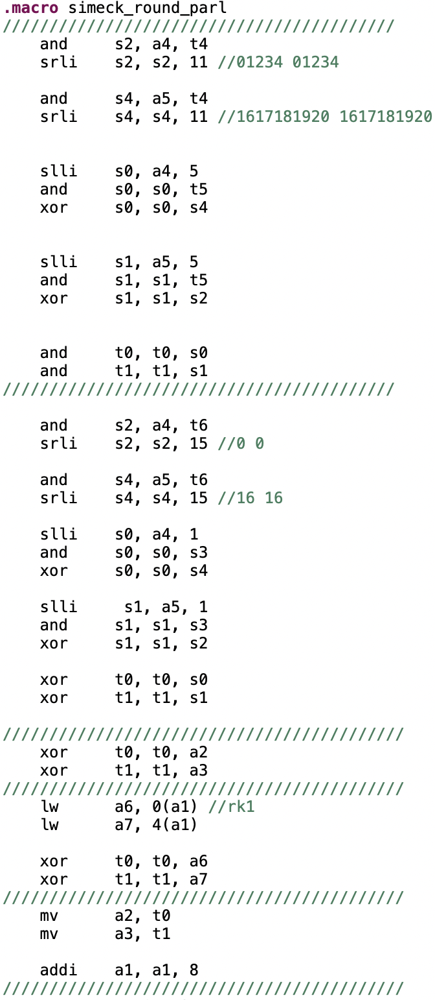 .macro simeck_round_parl
//////////////////////////////////////////
and s2, a4, t4
srli s2, s2, 11 //01234 01234
and s4, a5, t4
srli s4, s4, 11 //1617181920 1617181920
slli s0, a4, 5
and s0, s0, t5
xor s0, s0, s4
slli s1, a5, 5
and s1, s1, t5
xor s1, s1, s2
and t0, t0, s0
and t1, t1, s1
//////////////////////////////////////////
and s2, a4, t6
srli s2, s2, 15 //0 0
and s4, a5, t6
srli s4, s4, 15 //16 16
slli s0, a4, 1
and s0, s0, s3
xor s0, s0, s4
slli s1, a5, 1
and s1, s1, s3
xor s1, s1, s2
xor t0, t0, s0
xor t1, t1, s1
///////////////////////////////////////////
xor t0, t0, a2
xor t1, t1, a3
///////////////////////////////////////////
lw a6, 0(a1) //rk1
lw a7, 4(a1)
xor t0, t0, a6
xor t1, t1, a7
///////////////////////////////////////////
mv a2, t0
mv a3, t1
addi a1, a1, 8
///////////////////////////////////////////